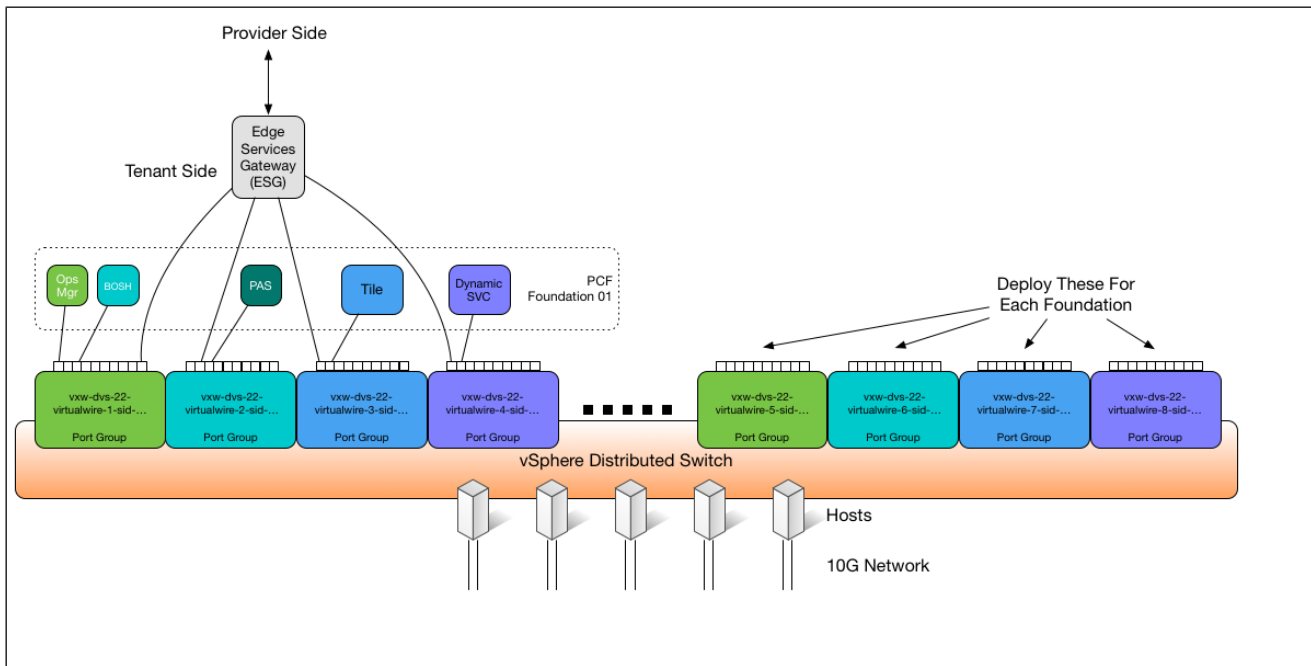 Provider Side
Edge
Services
Gateway
(ESG)
Tenant Side
Ops
Mgr
BOSH
PAS
Tile
Dynamic
SVC
PCF
Foundation 01
Deploy These For
Each Foundation
vxw-dvs-22-
virtualwire-1-sid-...
Port Group
vxw-dvs-22-
virtualwire-2-sid-...
Port Group
vxw-dvs-22-
virtualwire-3-sid-...
Port Group
vxw-dvs-22-
virtualwire-4-sid-...
Port Group
vxw-dvs-22-
virtualwire-5-sid-...
Port Group
vxw-dvs-22-
virtualwire-6-sid-...
Port Group
vxw-dvs-22-
virtualwire-7-sid-...
Port Group
vxw-dvs-22-
virtualwire-8-sid-...
Port Group
vSphere Distributed Switch
Hosts
10G Network